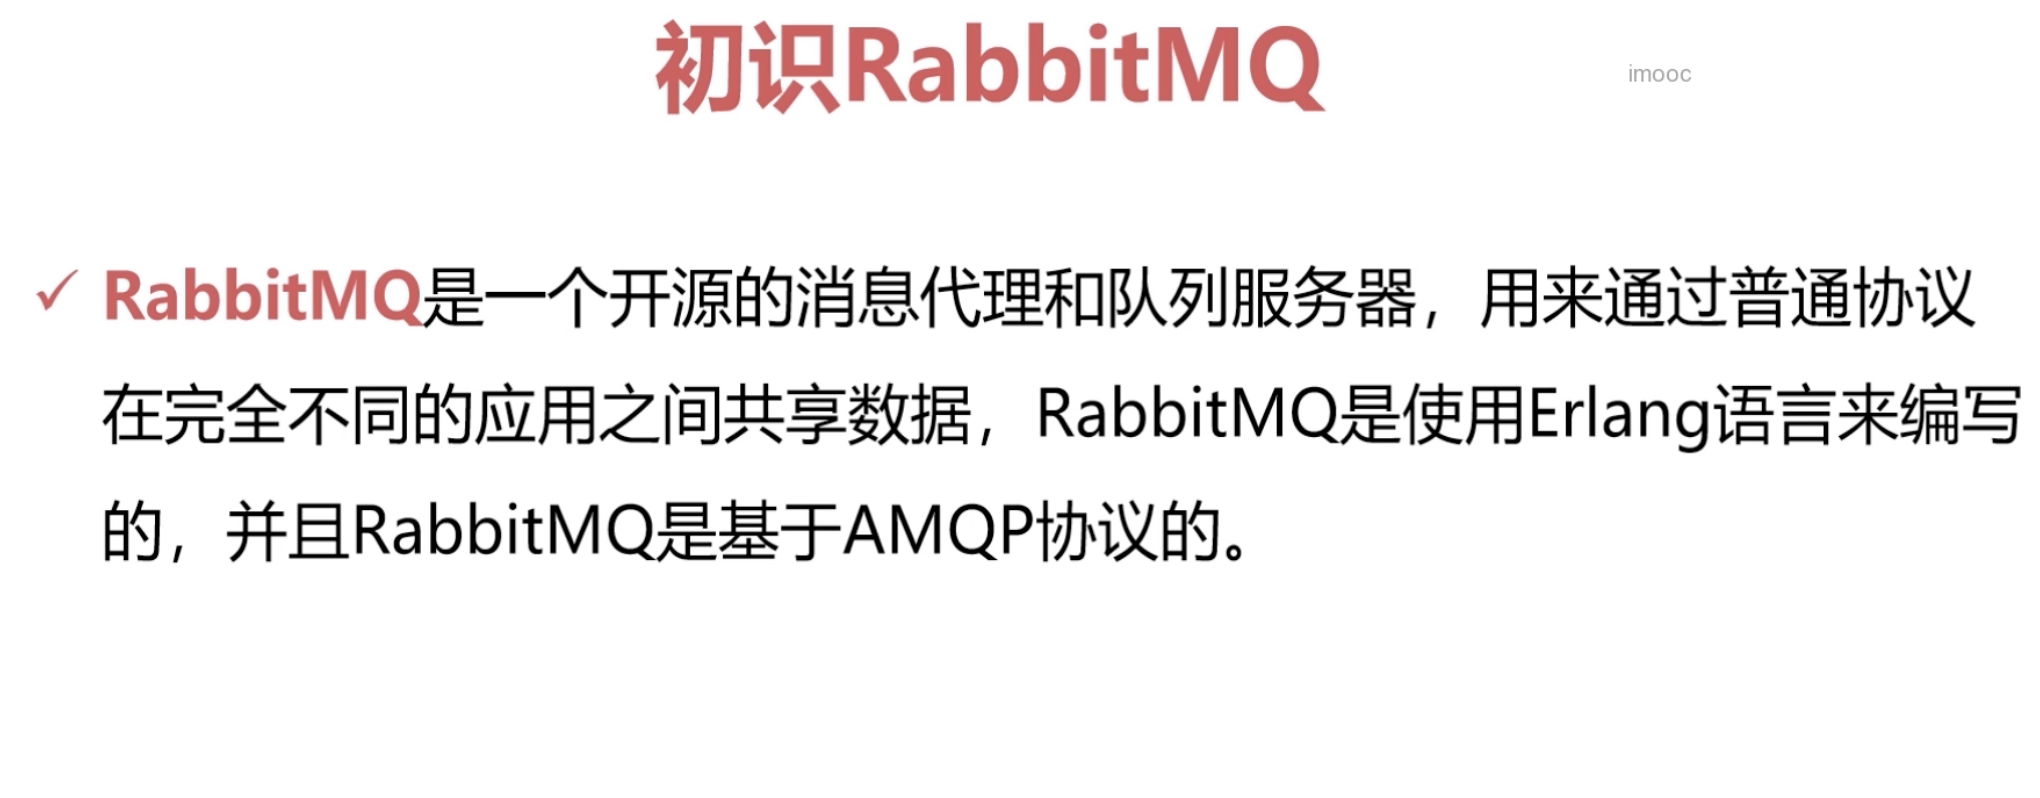 初识RabbitMQ
imooc
✓ RabbitMQ是一个开源的消息代理和队列服务器，用来通过普通协议
在完全不同的应用之间共享数据，RabbitMQ是使用Erlang语言来编写
的，并且RabbitMQ是基于AMQP协议的。